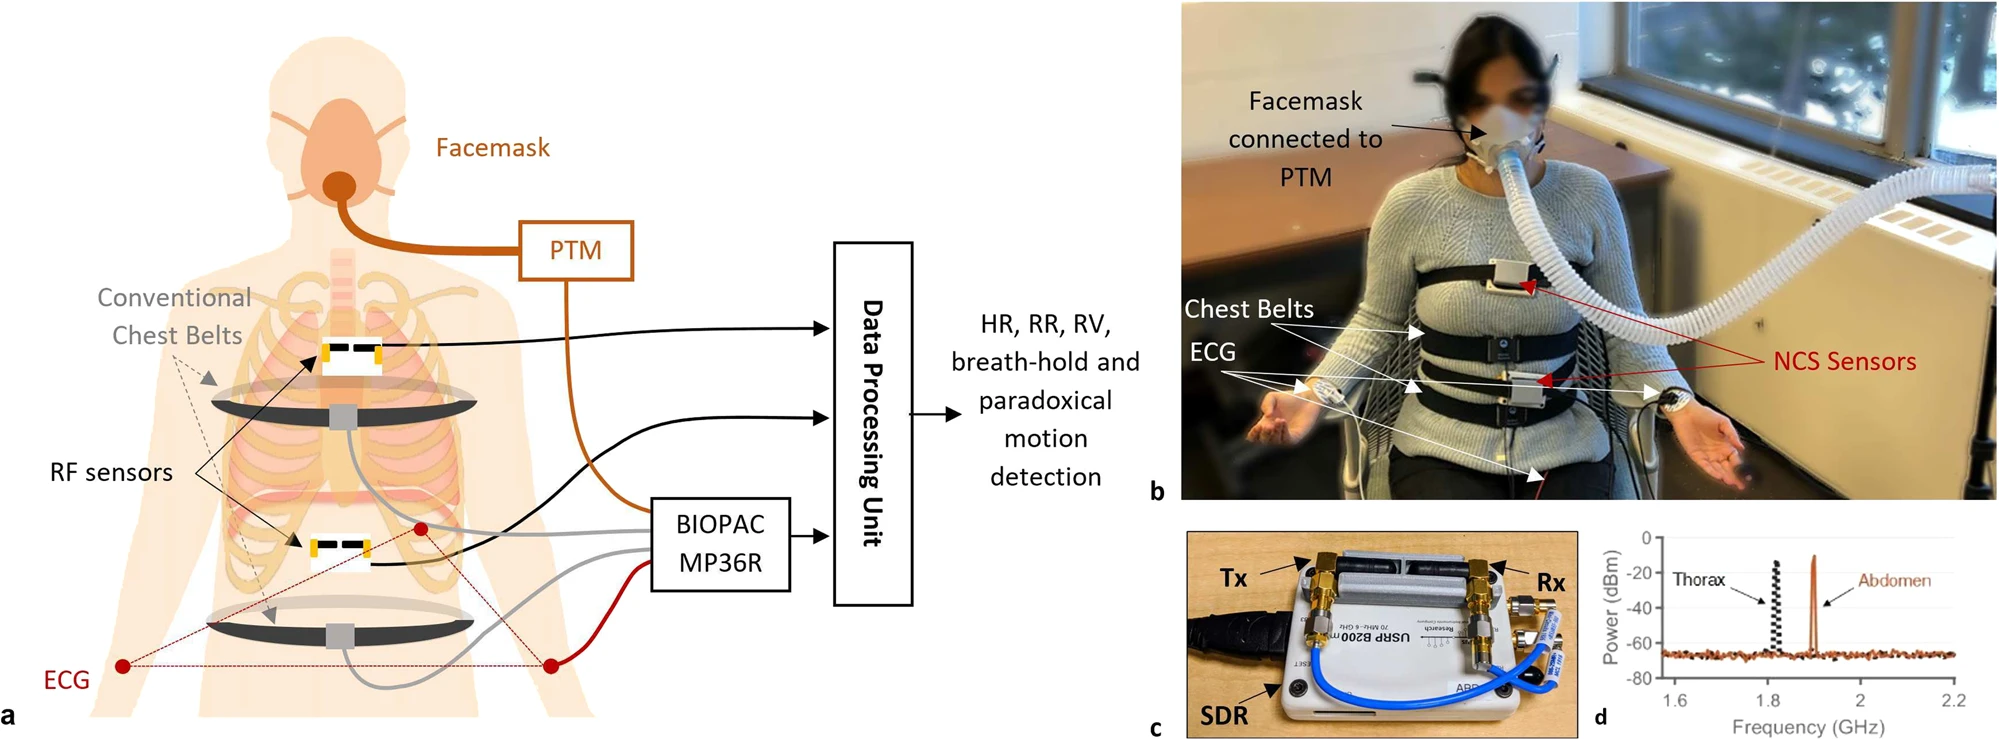 Facemask
PTM
Conventional
Chest Belts
RF sensors
ECG
BIOPAC
MP36R
Data Processing Unit
HR, RR, RV,
breath-hold and
paradoxical
motion
detection
a
Facemask
connected to
PTM
Chest Belts
ECG
NCS Sensors
b
Tx
Rx
USRP B200m
70 MHz–6 GHz
Research
SDR
c
Power (dBm)
0
-20
-40
-60
-80
Thorax
Abdomen
1.6
1.8
2
2.2
Frequency (GHz)
d